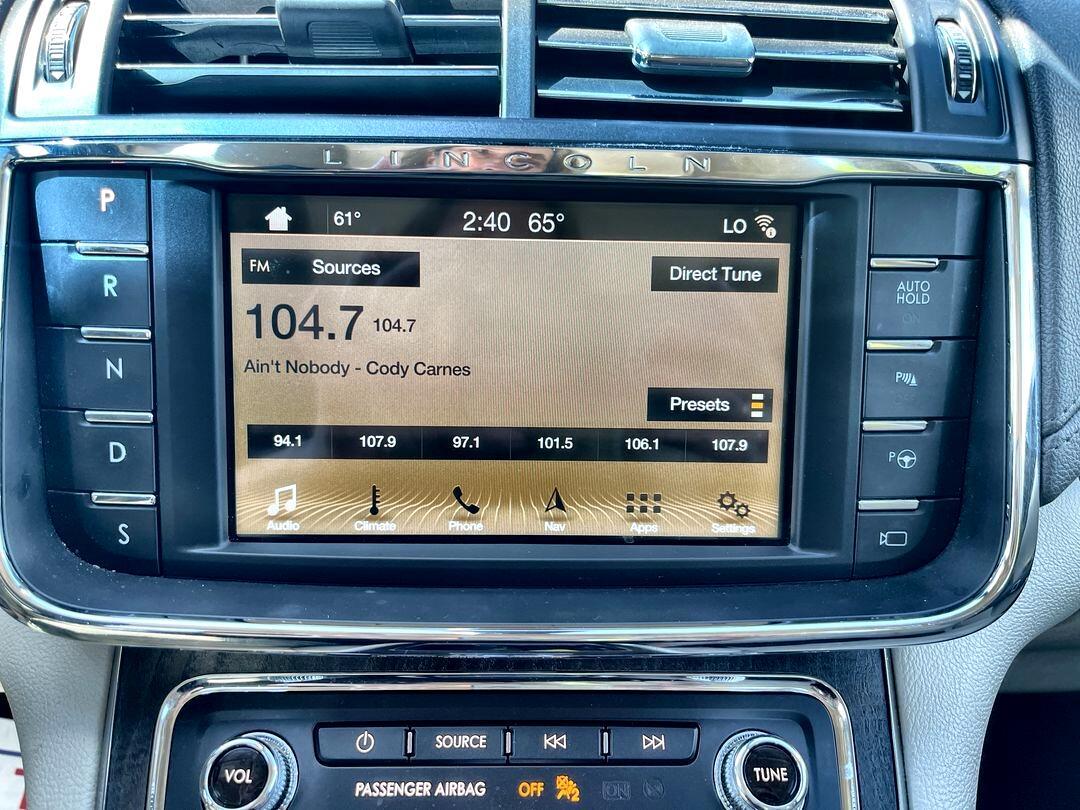 LINCOLN
P
R
N
D
S
61° 2:40 65° LO
FM Sources Direct Tune
104.7 104.7
Ain't Nobody - Cody Carnes
Presets
94.1 107.9 97.1 101.5 106.1 107.9
Audio Climate Phone Nav Apps Settings
AUTO
HOLD
ON
P
P
VOL SOURCE TUNE
PASSENGER AIRBAG OFF 2 ON